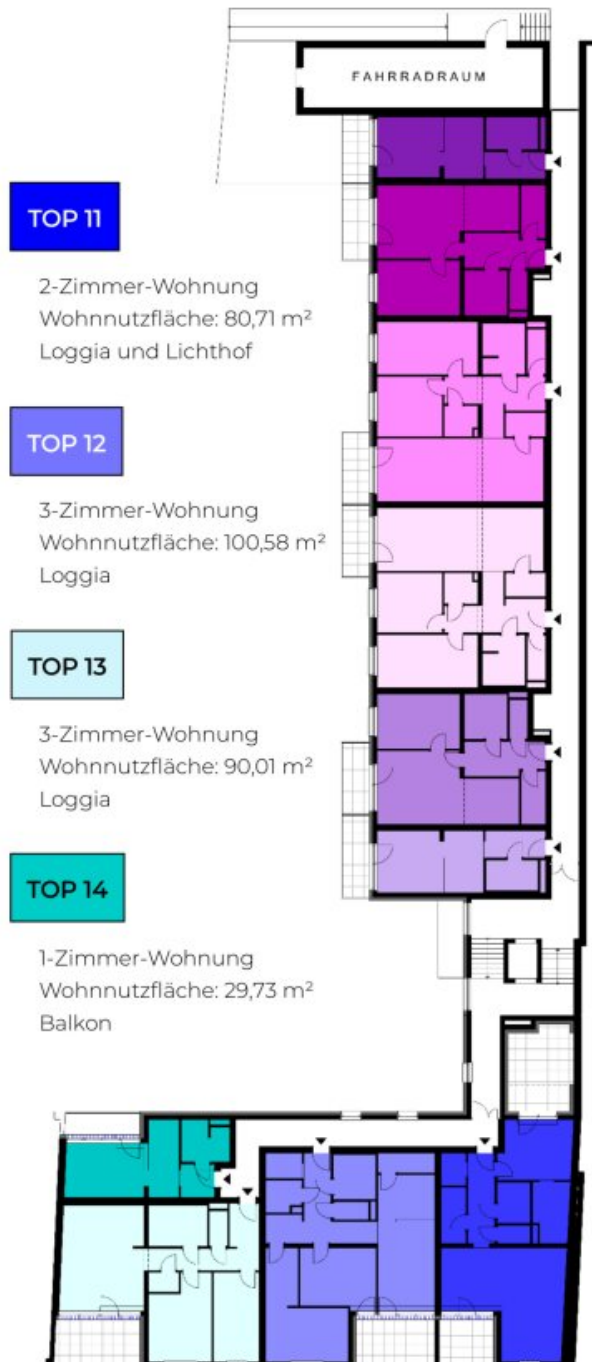 FAHRRADRAUM
TOP 11
2-Zimmer-Wohnung
Wohnnutzfläche: 80,71 m²
Loggia und Lichthof
TOP 12
3-Zimmer-Wohnung
Wohnnutzfläche: 100,58 m²
Loggia
TOP 13
3-Zimmer-Wohnung
Wohnnutzfläche: 90,01 m²
Loggia
TOP 14
1-Zimmer-Wohnung
Wohnnutzfläche: 29,73 m²
Balkon